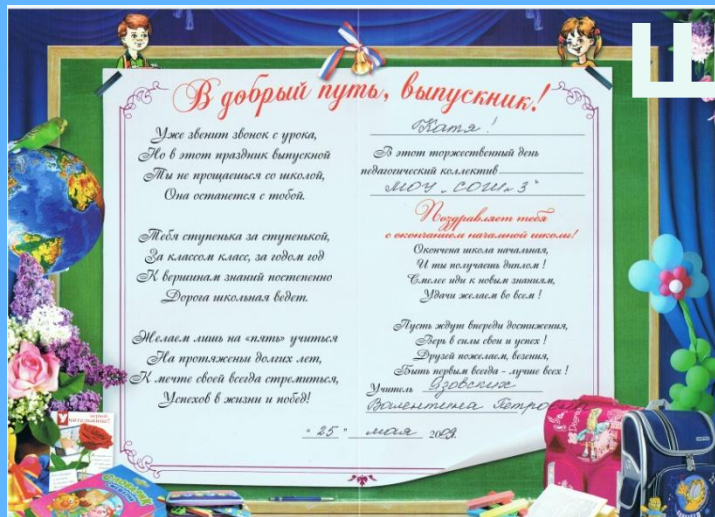 Ш
В добрый путь, выпускник!
Уже звенит звонок с урока,
Но в этот праздник выпускной
Ты не прощаешься со школой,
Она останется с тобой.
Тебя ступенька за ступенькой,
За классом класс, за годом год
К вершинам знаний постепенно
Дорога школьная ведет.
Желаем лишь на «пять» учиться
На протяжены долгих лет,
К мечте своей всегда стремиться,
Успехов в жизни и побед!
Катя!
В этот торжественный день
педагогический коллектив
МОУ „СОШ № 3"
Поздравляет тебя
с окончанием начальной школы!
Окончена школа начальная,
И ты получаешь диплом!
Смелее иди к новым знаниям,
Удачи желаем во всем!
Пусть ждут впереди достижения,
Верь в силы свои и успех!
Друзей пожелаем, везения,
Быть первым всегда - лучше всех!
Учитель Язовских
Валентина
"25" мая 2009.